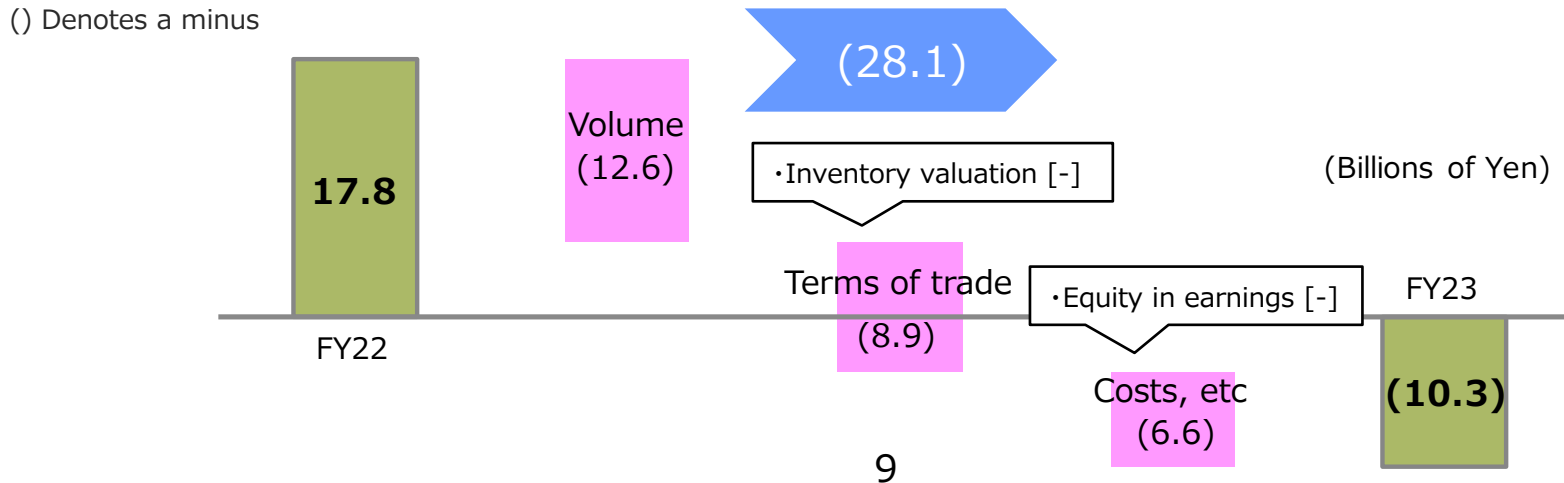 () Denotes a minus
(28.1)
Volume
(12.6)
・Inventory valuation [-]
(Billions of Yen)
17.8
Terms of trade
(8.9)
・Equity in earnings [-]
FY23
FY22
Costs, etc
(6.6)
(10.3)
9